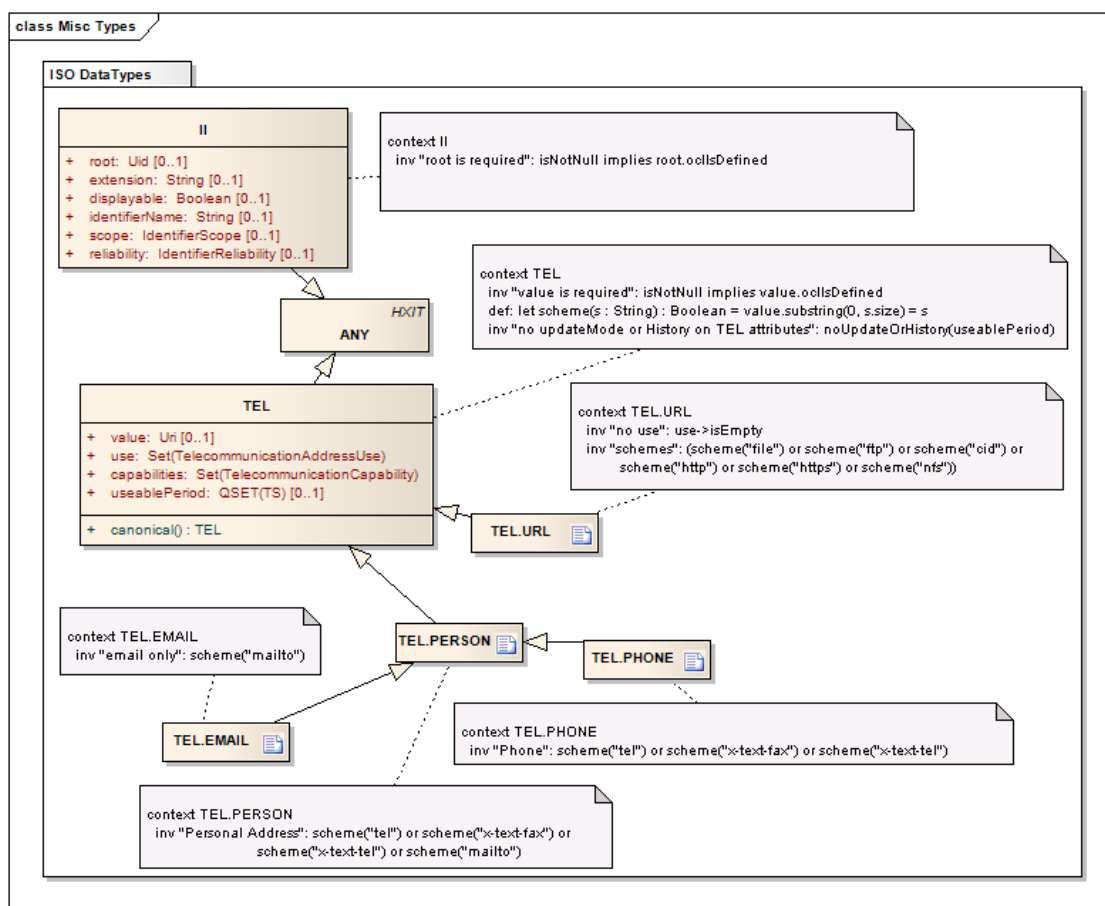 class Misc Types
ISO DataTypes
II
+ root: Uid [0..1]
+ extension: String [0..1]
+ displayable: Boolean [0..1]
+ identifierName: String [0..1]
+ scope: IdentifierScope [0..1]
+ reliability: IdentifierReliability [0..1]
context II
inv "root is required": isNotNull implies root.oclIsDefined
HXIT
ANY
context TEL
inv "value is required": isNotNull implies value.oclIsDefined
def: let scheme(s : String) : Boolean = value.substring(0, s.size) = s
inv "no updateMode or History on TEL attributes": noUpdateOrHistory(useablePeriod)
TEL
+ value: Uri [0..1]
+ use: Set(TelecommunicationAddressUse)
+ capabilities: Set(TelecommunicationCapability)
+ useablePeriod: QSET(TS) [0..1]
+ canonical() : TEL
context TEL.URL
inv "no use": use->isEmpty
inv "schemes": (scheme("file") or scheme("ftp") or scheme("cid") or
scheme("http") or scheme("https") or scheme("nfs"))
TEL.URL
context TEL.EMAIL
inv "email only": scheme("mailto")
TEL.PERSON
TEL.PHONE
TEL.EMAIL
context TEL.PHONE
inv "Phone": scheme("tel") or scheme("x-text-fax") or scheme("x-text-tel")
context TEL.PERSON
inv "Personal Address": scheme("tel") or scheme("x-text-fax") or
scheme("x-text-tel") or scheme("mailto")